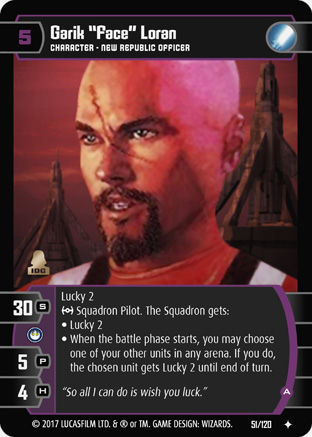 5 Garik "Face" Loran
CHARACTER • NEW REPUBLIC OFFICER
IDC
30 S
5 P
4 H
Lucky 2
Squadron Pilot. The Squadron gets:
• Lucky 2
• When the battle phase starts, you may choose
one of your other units in any arena. If you do,
the chosen unit gets Lucky 2 until end of turn.
"So all I can do is wish you luck."
A
© 2017 LUCASFILM LTD. & ® or TM. GAME DESIGN: WIZARDS. 51/120